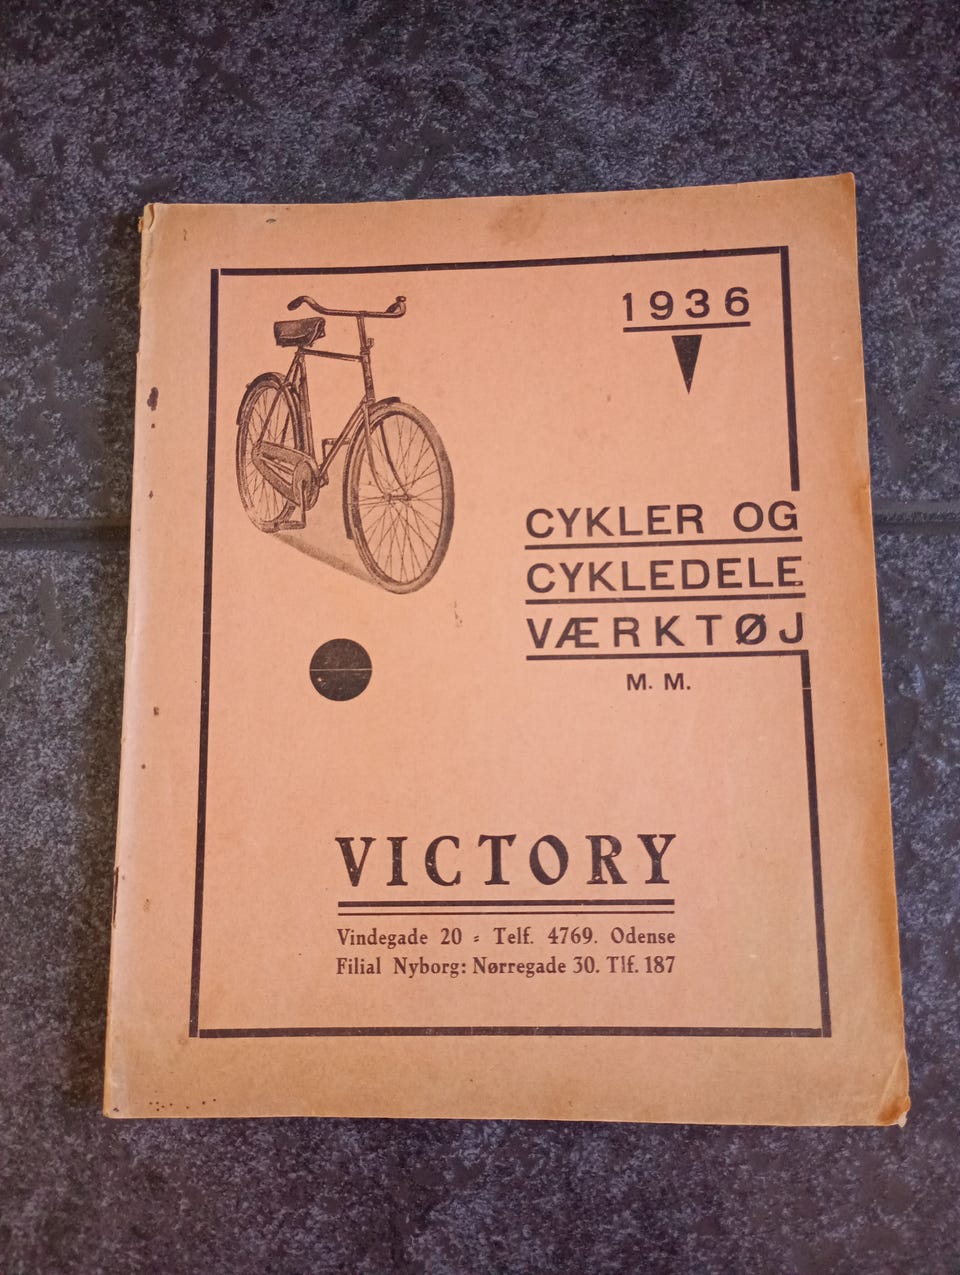 1936
CYKLER OG
CYKLEDELE
VÆRKTØJ
M. M.
VICTORY
Vindegade 20 - Telf. 4769. Odense
Filial Nyborg: Nørregade 30. Tlf. 187